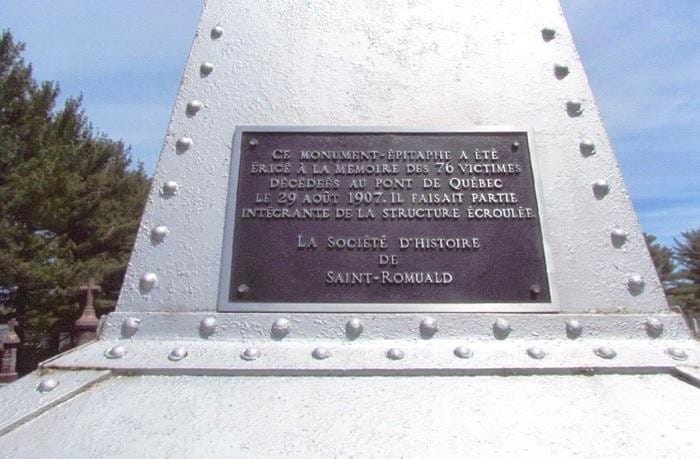 CE MONUMENT-ÉPITAPHE A ÉTÉ
ÉRIGÉ À LA MÉMOIRE DES 76 VICTIMES
DÉCÉDÉES AU PONT DE QUÉBEC
LE 29 AOÛT 1907. IL FAISAIT PARTIE
INTÉGRANTE DE LA STRUCTURE ÉCROULÉE.
LA SOCIÉTÉ D'HISTOIRE
DE
SAINT-ROMUALD